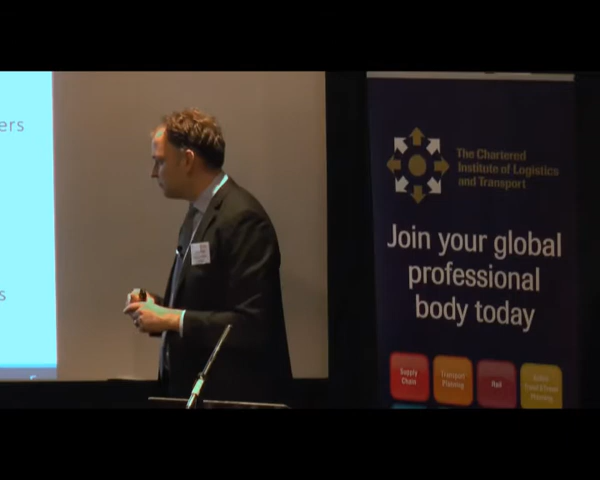 ers
s
The Chartered
Institute of Logistics
and Transport
Join your global
professional
body today
Supply
Chain
Transport
Planning
Rail